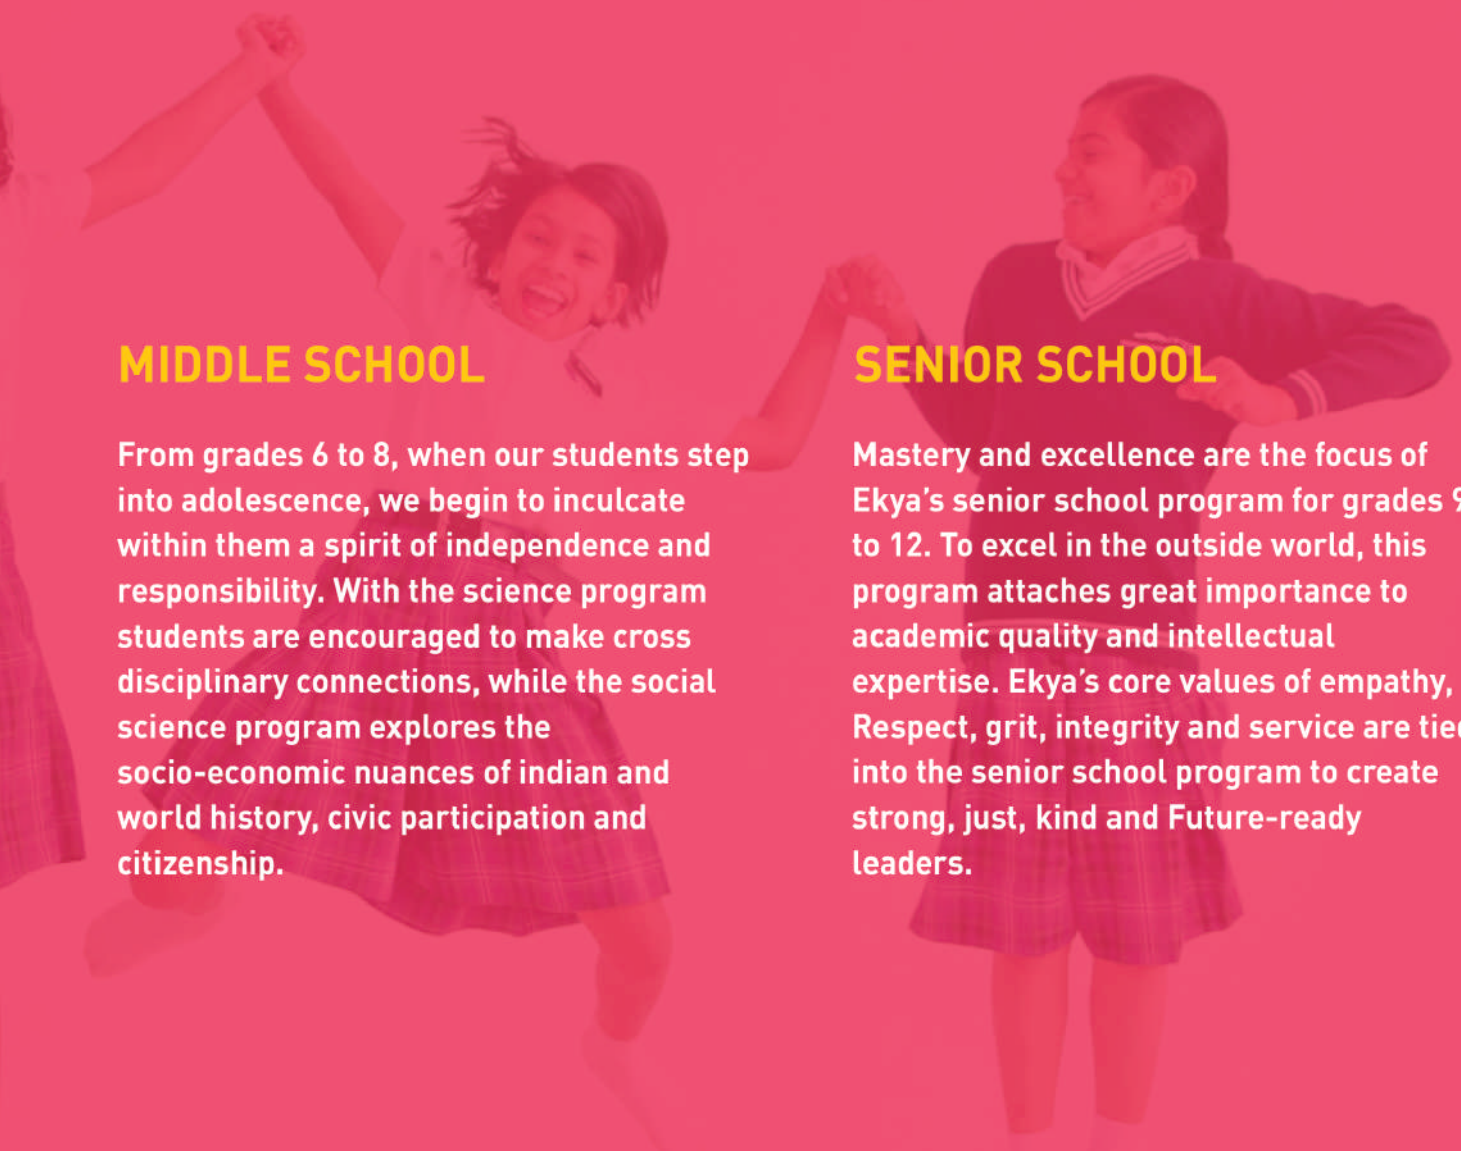 MIDDLE SCHOOL
From grades 6 to 8, when our students step
into adolescence, we begin to inculcate
within them a spirit of independence and
responsibility. With the science program
students are encouraged to make cross
disciplinary connections, while the social
science program explores the
socio-economic nuances of indian and
world history, civic participation and
citizenship.
SENIOR SCHOOL
Mastery and excellence are the focus of
Ekya’s senior school program for grades 9
to 12. To excel in the outside world, this
program attaches great importance to
academic quality and intellectual
expertise. Ekya’s core values of empathy,
Respect, grit, integrity and service are tied
into the senior school program to create
strong, just, kind and Future-ready
leaders.